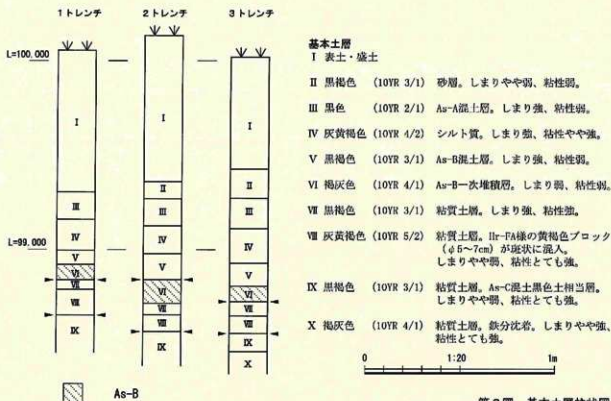 1トレンチ
2トレンチ
3トレンチ
L=100.000
L=99.000
I
III
IV
V
VI
VII
VIII
IX
I
II
III
IV
V
VI
VII
VIII
IX
I
II
III
IV
V
VI
VII
VIII
IX
X
As-B
基本土層
I 表土・盛土
II 黒褐色 (10YR 3/1) 砂層。しまりやや弱、粘性弱。
III 黒色 (10YR 2/1) As-A混土層。しまり強、粘性弱。
IV 灰黄褐色 (10YR 4/2) シルト質。しまり強、粘性やや強。
V 黒褐色 (10YR 3/1) As-B混土層。しまり強、粘性弱。
VI 褐灰色 (10YR 4/1) As-B一次堆積層。しまり弱、粘性弱。
VII 黒褐色 (10YR 3/1) 粘質土層。しまり強、粘性強。
VIII 灰黄褐色 (10YR 5/2) 粘質土層。Hr-FA様の黄褐色ブロック
(φ5～7cm) が斑状に混入。
しまりやや弱、粘性とても強。
IX 黒褐色 (10YR 3/1) 粘質土層。As-C混土黒色土相当層。
しまりやや弱、粘性とても強。
X 褐灰色 (10YR 4/1) 粘質土層。鉄分沈着。しまりやや強、
粘性とても強。
0 1:20 1m